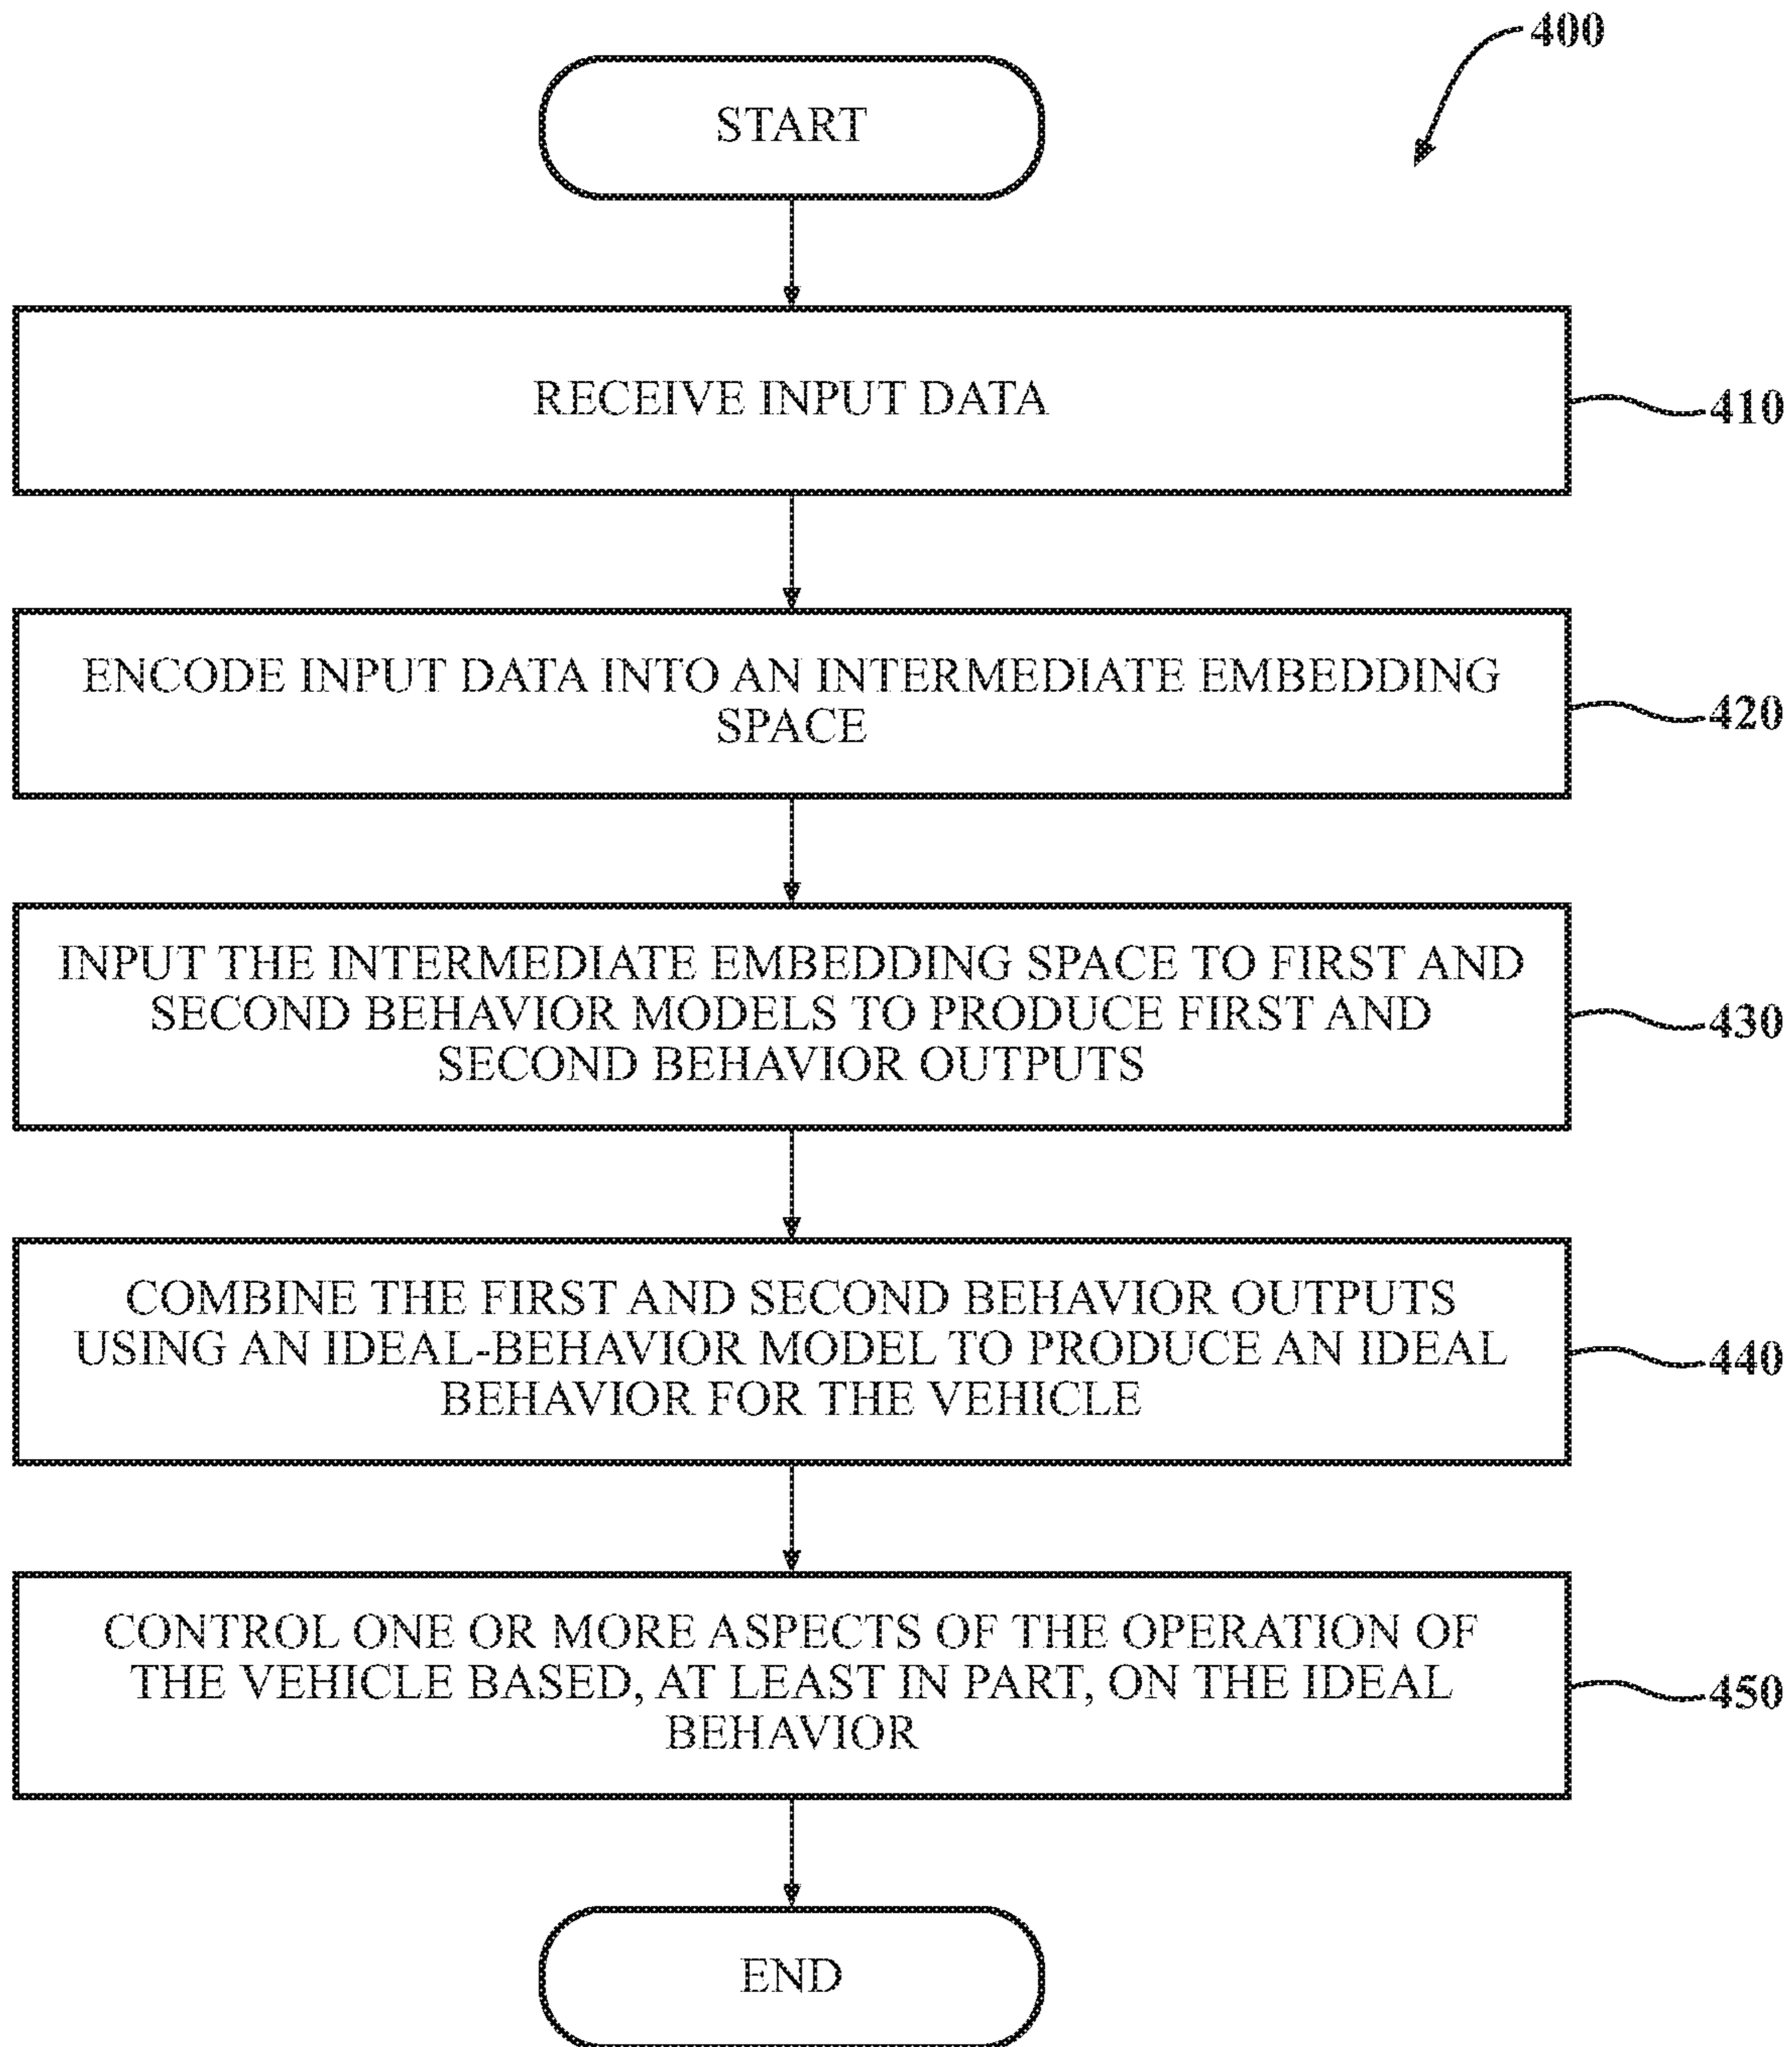 400
START
RECEIVE INPUT DATA
410
ENCODE INPUT DATA INTO AN INTERMEDIATE EMBEDDING
SPACE
420
INPUT THE INTERMEDIATE EMBEDDING SPACE TO FIRST AND
SECOND BEHAVIOR MODELS TO PRODUCE FIRST AND
SECOND BEHAVIOR OUTPUTS
430
COMBINE THE FIRST AND SECOND BEHAVIOR OUTPUTS
USING AN IDEAL-BEHAVIOR MODEL TO PRODUCE AN IDEAL
BEHAVIOR FOR THE VEHICLE
440
CONTROL ONE OR MORE ASPECTS OF THE OPERATION OF
THE VEHICLE BASED, AT LEAST IN PART, ON THE IDEAL
BEHAVIOR
450
END